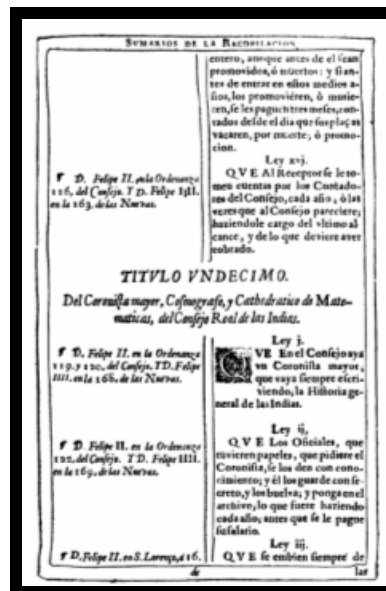 SUMARIOS DE LA RECOPILACION
entero, aunque antes de el sean
promovidos, ó muertos: y si an-
tes de entrar en estos medios a-
ños, los promovieren, ò murie-
ren, se les paguen tres meses, con-
tados desde el dia que sus plaças
vacaren, por muerte, ò promo-
cion.
Ley xvj.
¶ D. Felipe II. en la Ordenança
116. del Consejo. Y D. Felipe IIII.
en la 163. de las Nuevas.
QVE Al Receptor se le to-
men cuentas por los Contado-
res del Consejo, cada año, ò las
vezes que al Consejo pareciere;
haziendole cargo del vltimo al
cance, y de lo que deviere aver
cobrado.
TITVLO VNDECIMO.
Del Coronista mayor, Cosmografo, y Cathedratico de Mate-
maticas, del Consejo Real de las Indias.
Ley j.
¶ D. Felipe II. en la Ordenança
119. y 120. del Consejo. Y D. Felipe
IIII. en la 168. de las Nuevas.
QVE En el Consejo aya
vn Coronista mayor,
que vaya siempre escri-
viendo, la Historia ge-
neral de las Indias.
Ley ij.
¶ D. Felipe II. en la Ordenança
122. del Consejo. Y D. Felipe IIII.
en la 169. de las Nuevas.
QVE Los Oficiales, que
tuvieren papeles, que pidiere el
Coronista, se los den con cono-
cimiento; y él los guarde con se-
creto, y los buelva; y ponga en el
archivo, lo que fuere haziendo
cada año; antes que se le pague
su salario.
Ley iij.
¶ D. Felipe II. en S. Lorenço, à 16.
QVE se embien siempre de
de
las